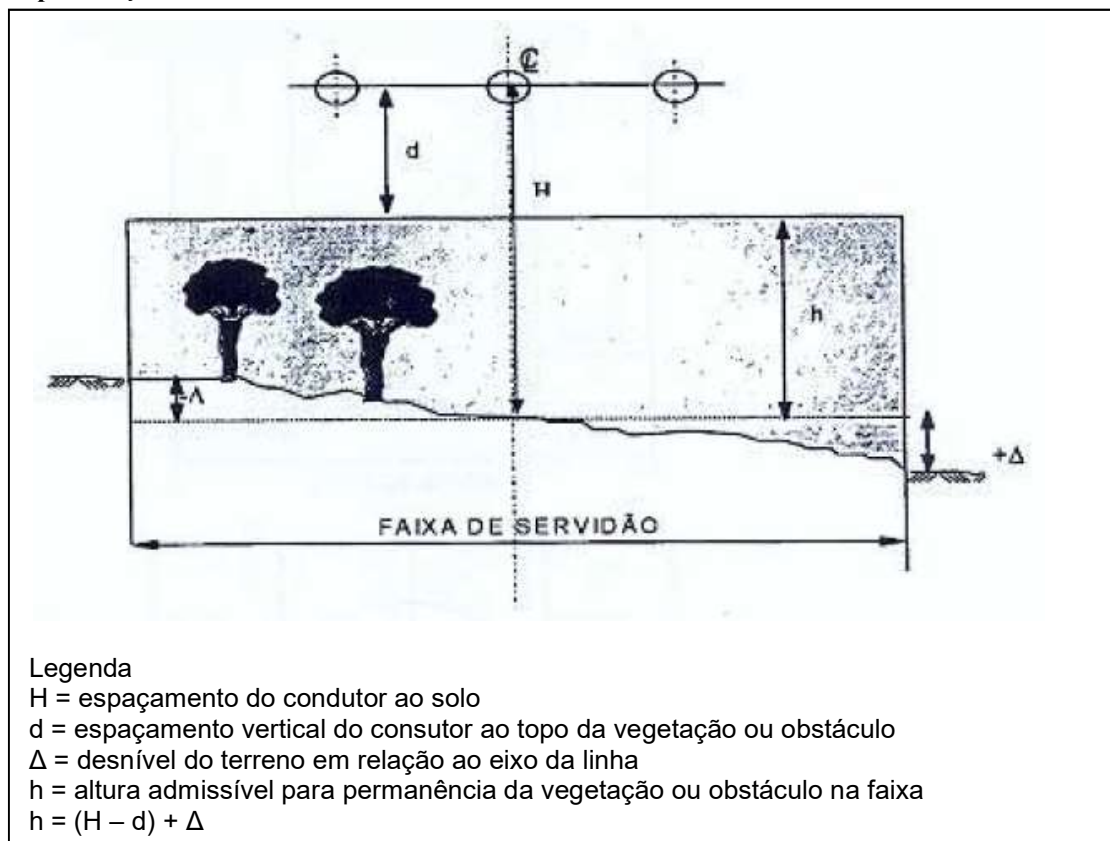 ℄
d
H
h
-Δ
+Δ
FAIXA DE SERVIDÃO
Legenda
H = espaçamento do condutor ao solo
d = espaçamento vertical do consutor ao topo da vegetação ou obstáculo
Δ = desnível do terreno em relação ao eixo da linha
h = altura admissível para permanência da vegetação ou obstáculo na faixa
h = (H – d) + Δ